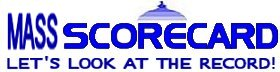 MASS SCORECARD
LET'S LOOK AT THE RECORD!